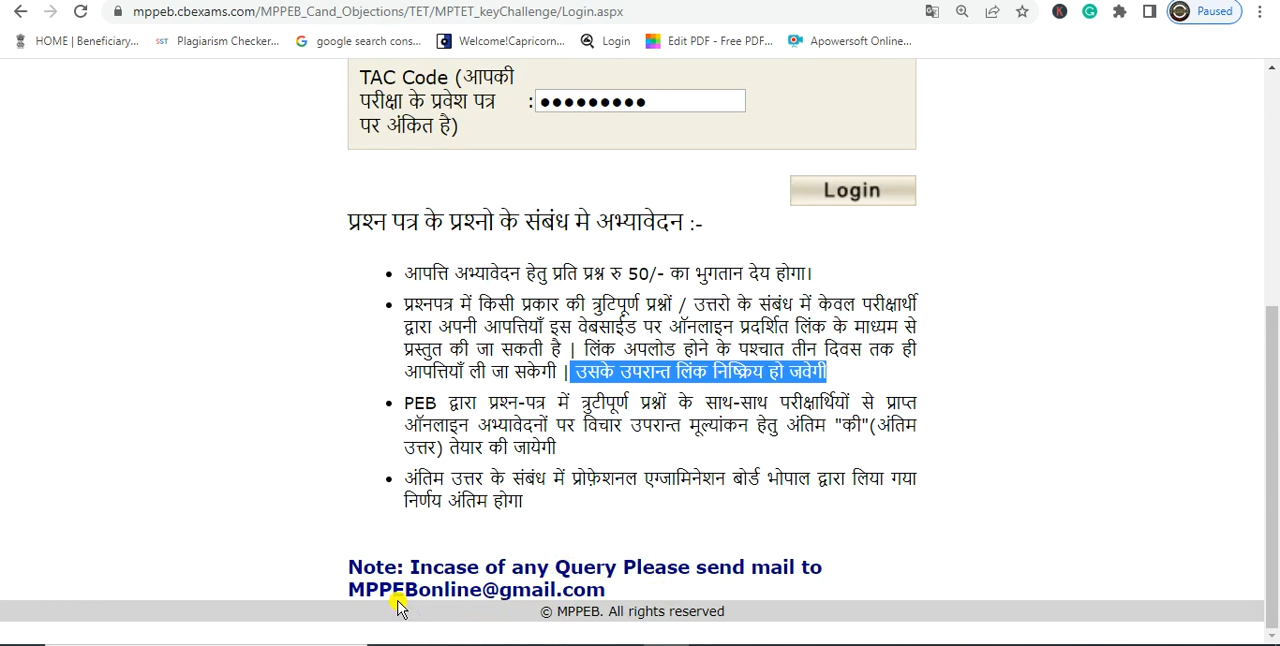 mppeb.cbexams.com/MPPEB_Cand_Objections/TET/MPTET_keyChallenge/Login.aspx
K
G
Paused
HOME | Beneficiary...
SST
Plagiarism Checker...
G
google search cons...
Welcome!Capricorn...
Login
Edit PDF - Free PDF...
Apowersoft Online...
TAC Code (आपकी
परीक्षा के प्रवेश पत्र
पर अंकित है)
:
Login
प्रश्न पत्र के प्रश्नो के संबंध मे अभ्यावेदन :-
• आपत्ति अभ्यावेदन हेतु प्रति प्रश्न रु 50/- का भुगतान देय होगा।
• प्रश्नपत्र में किसी प्रकार की त्रुटिपूर्ण प्रश्नों / उत्तरो के संबंध में केवल परीक्षार्थी
द्वारा अपनी आपत्तियाँ इस वेबसाईड पर ऑनलाइन प्रदर्शित लिंक के माध्यम से
प्रस्तुत की जा सकती है | लिंक अपलोड होने के पश्चात तीन दिवस तक ही
आपत्तियाँ ली जा सकेगी | उसके उपरान्त लिंक निष्क्रिय हो जवेगी
• PEB द्वारा प्रश्न-पत्र में त्रुटीपूर्ण प्रश्नों के साथ-साथ परीक्षार्थियों से प्राप्त
ऑनलाइन अभ्यावेदनों पर विचार उपरान्त मूल्यांकन हेतु अंतिम "की"(अंतिम
उत्तर) तेयार की जायेगी
• अंतिम उत्तर के संबंध में प्रोफ़ेशनल एग्जामिनेशन बोर्ड भोपाल द्वारा लिया गया
निर्णय अंतिम होगा
Note: Incase of any Query Please send mail to
MPPEBonline@gmail.com
© MPPEB. All rights reserved